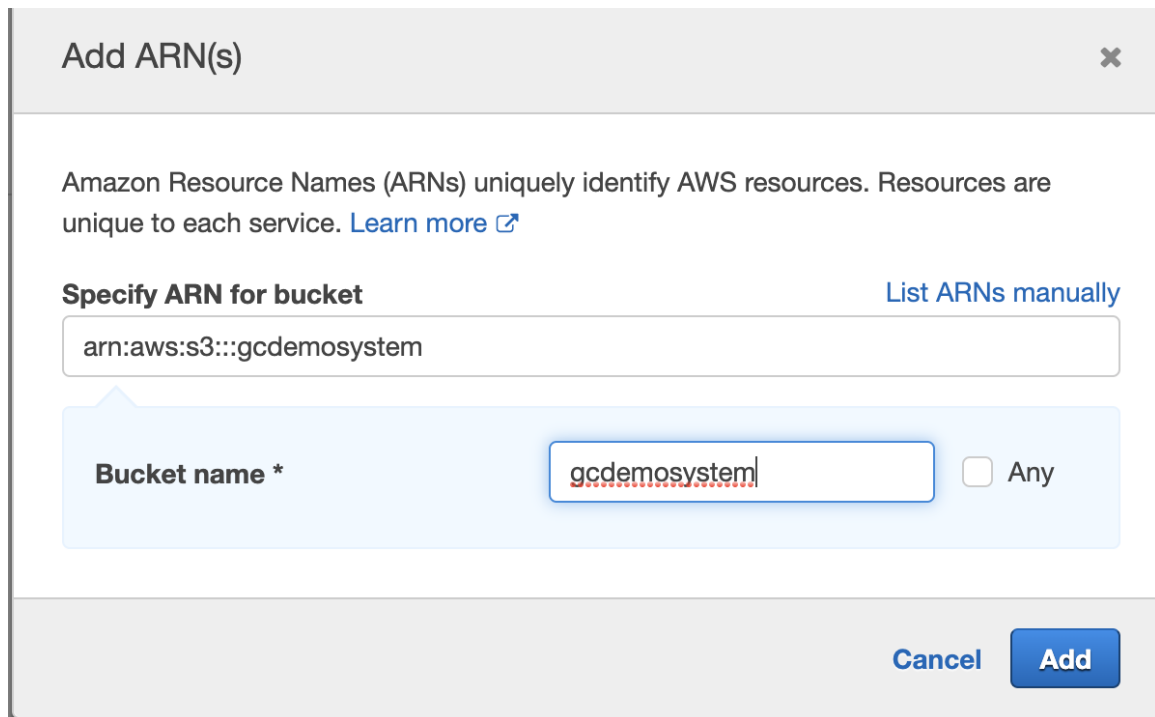 Add ARN(s)
Amazon Resource Names (ARNs) uniquely identify AWS resources. Resources are
unique to each service. Learn more
Specify ARN for bucket
List ARNs manually
arn:aws:s3:::gcdemosystem
Bucket name *
gcdemosystem
Any
Cancel
Add